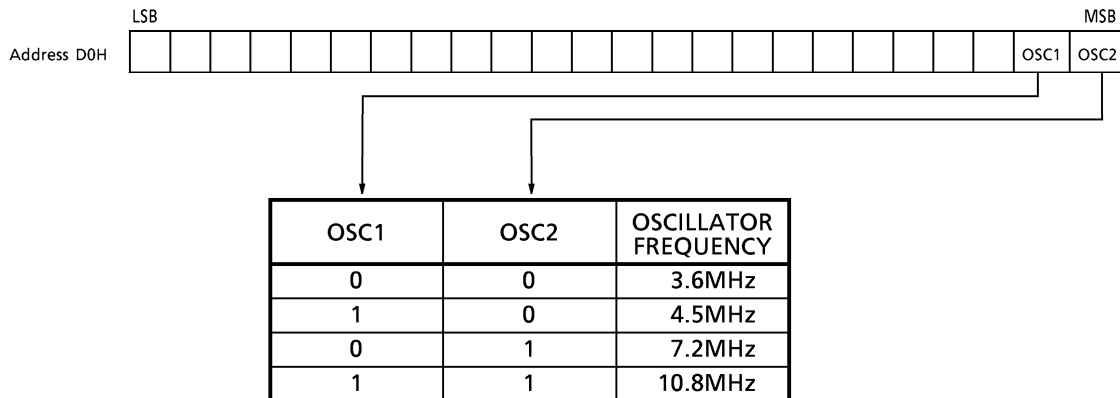 LSB MSB
Address D0H OSC1 OSC2
OSC1 OSC2 OSCILLATOR FREQUENCY
0 0 3.6MHz
1 0 4.5MHz
0 1 7.2MHz
1 1 10.8MHz